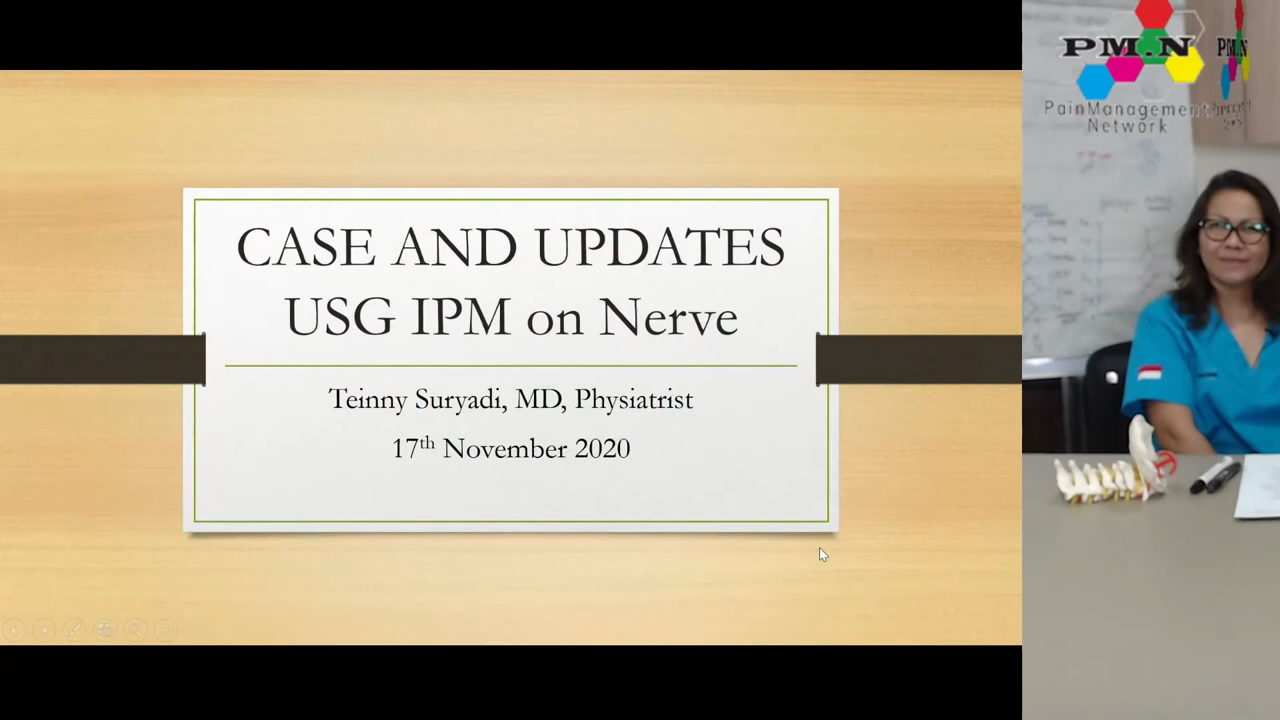 CASE AND UPDATES
USG IPM on Nerve
Teinny Suryadi, MD, Physiatrist
17th November 2020
PM.N
PainManagement
Network